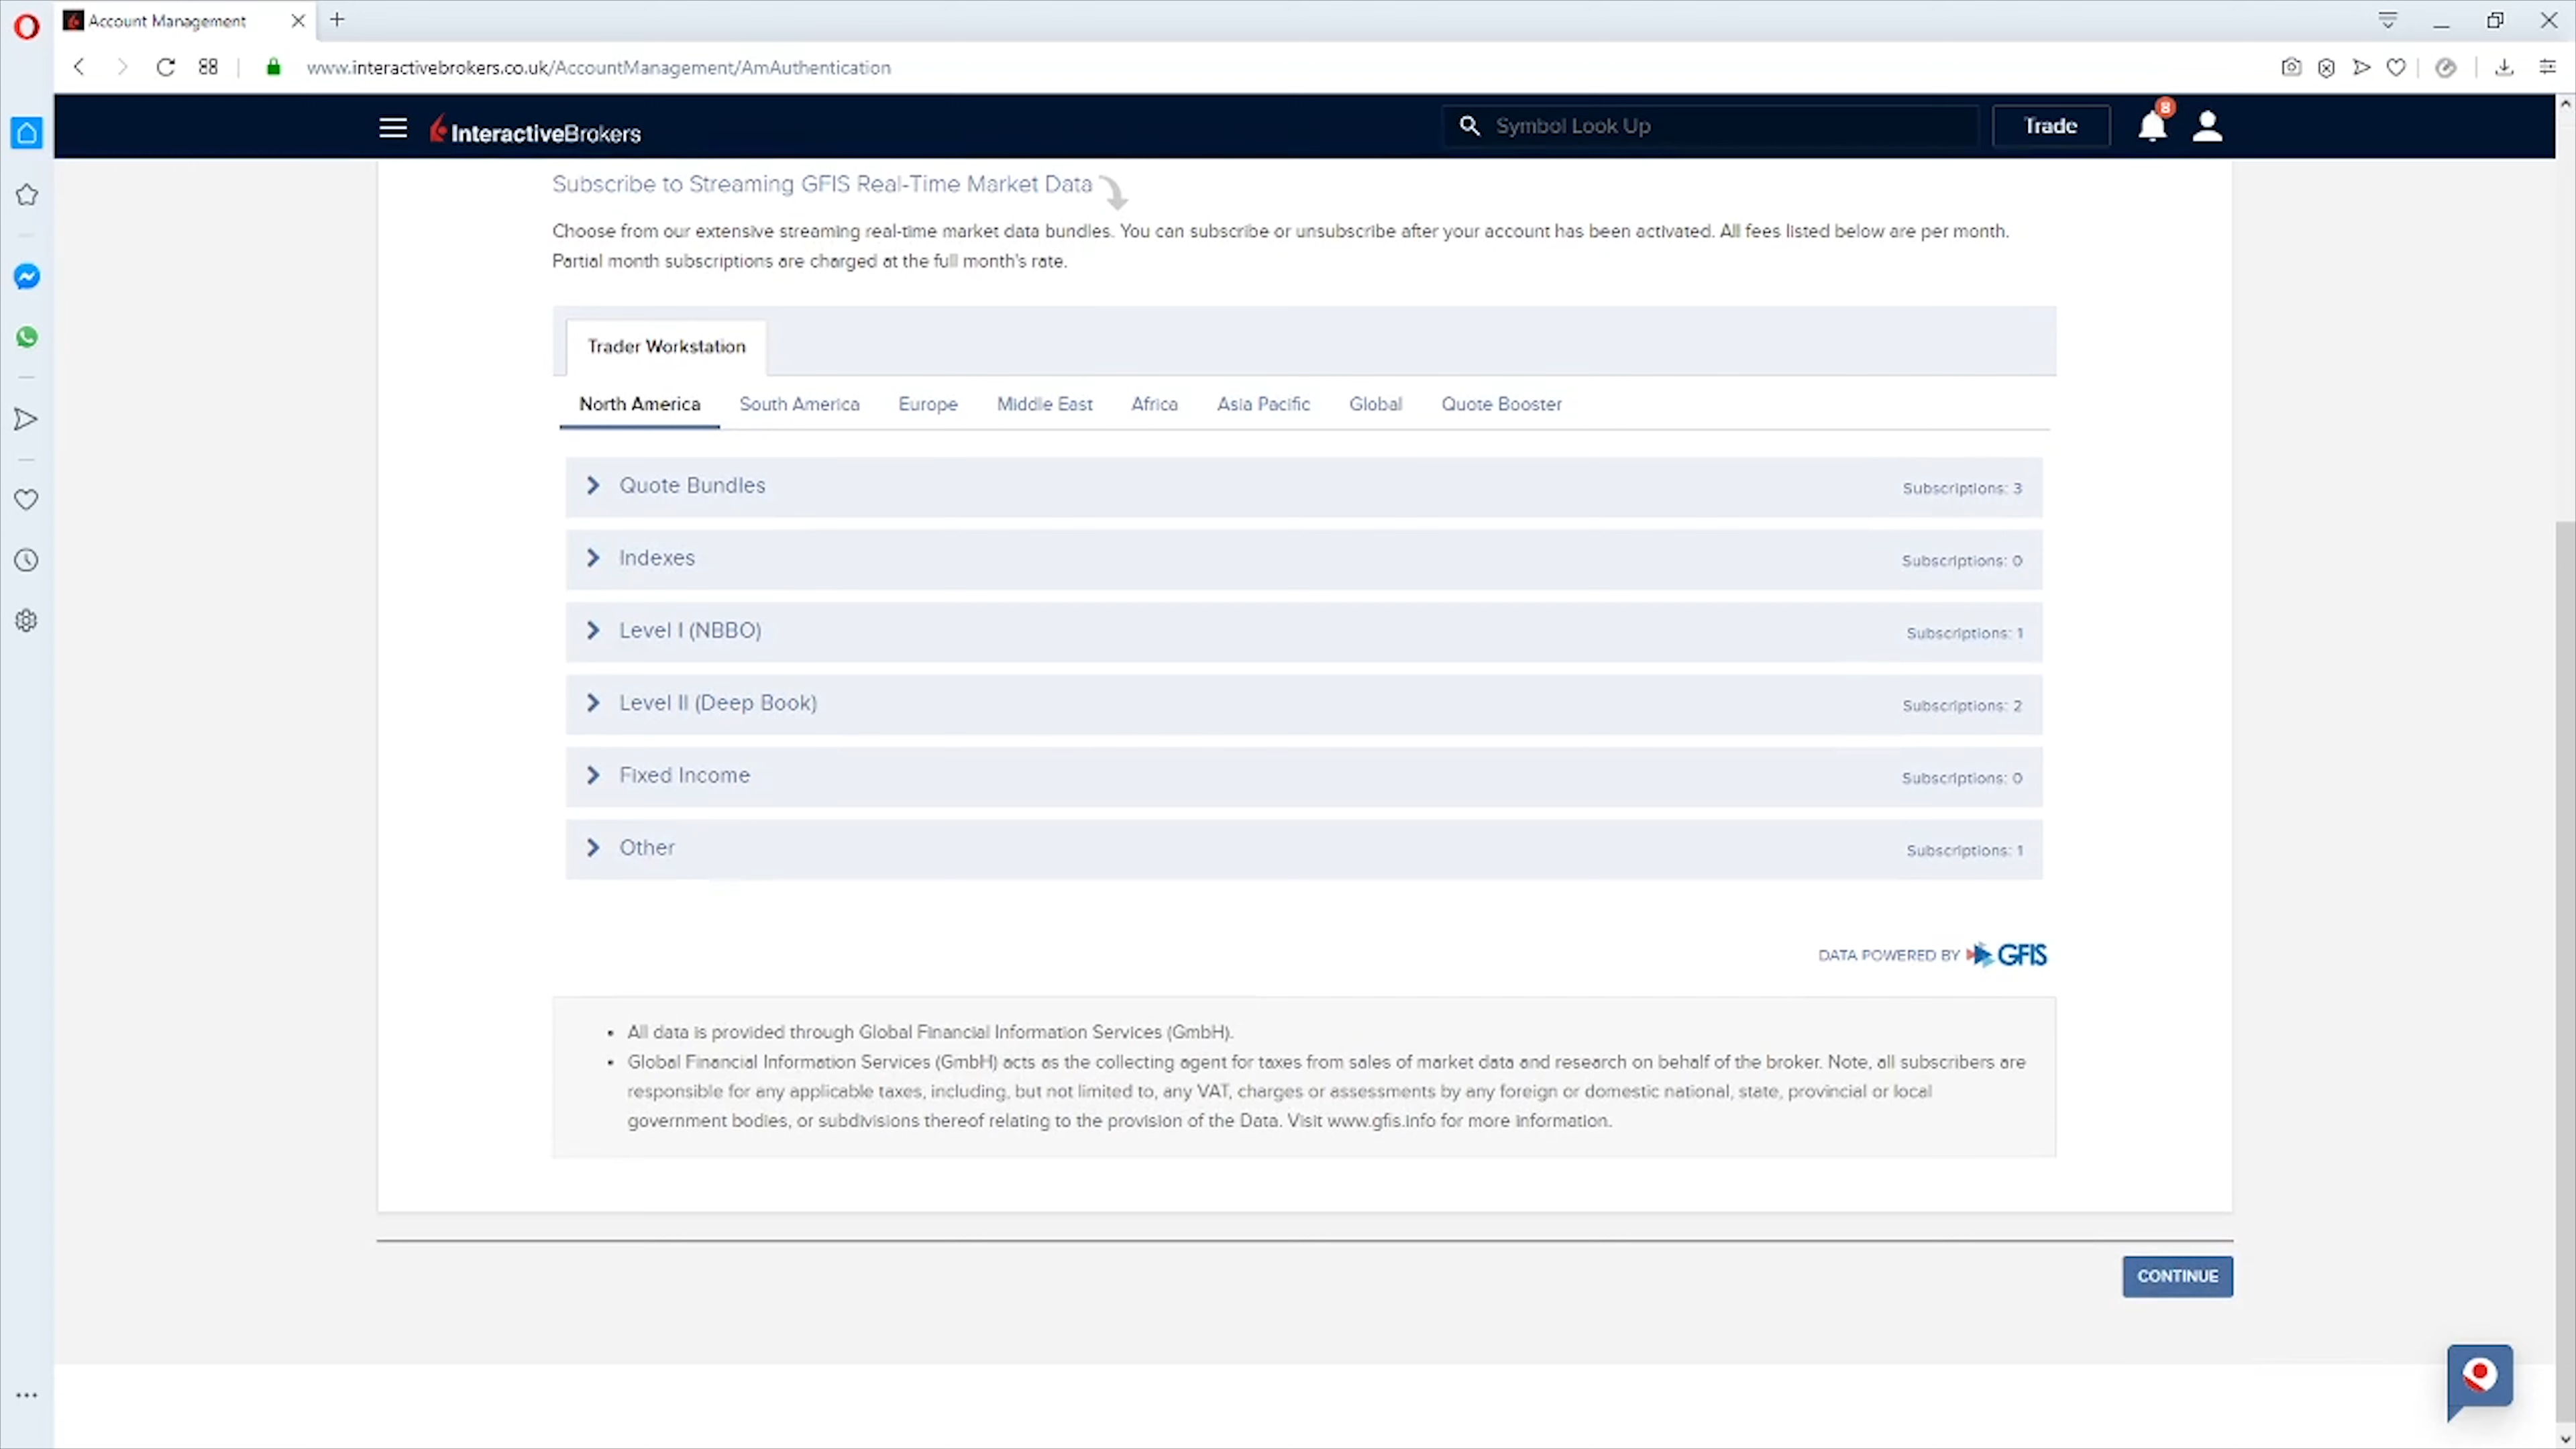 Account Management
www.interactivebrokers.co.uk/AccountManagement/AmAuthentication
InteractiveBrokers
Symbol Look Up
Trade
8
Subscribe to Streaming GFIS Real-Time Market Data
Choose from our extensive streaming real-time market data bundles. You can subscribe or unsubscribe after your account has been activated. All fees listed below are per month.
Partial month subscriptions are charged at the full month's rate.
Trader Workstation
North America South America Europe Middle East Africa Asia Pacific Global Quote Booster
Quote Bundles Subscriptions: 3
Indexes Subscriptions: 0
Level I (NBBO) Subscriptions: 1
Level II (Deep Book) Subscriptions: 2
Fixed Income Subscriptions: 0
Other Subscriptions: 1
DATA POWERED BY GFIS
• All data is provided through Global Financial Information Services (GmbH).
• Global Financial Information Services (GmbH) acts as the collecting agent for taxes from sales of market data and research on behalf of the broker. Note, all subscribers are
responsible for any applicable taxes, including, but not limited to, any VAT, charges or assessments by any foreign or domestic national, state, provincial or local
government bodies, or subdivisions thereof relating to the provision of the Data. Visit www.gfis.info for more information.
CONTINUE